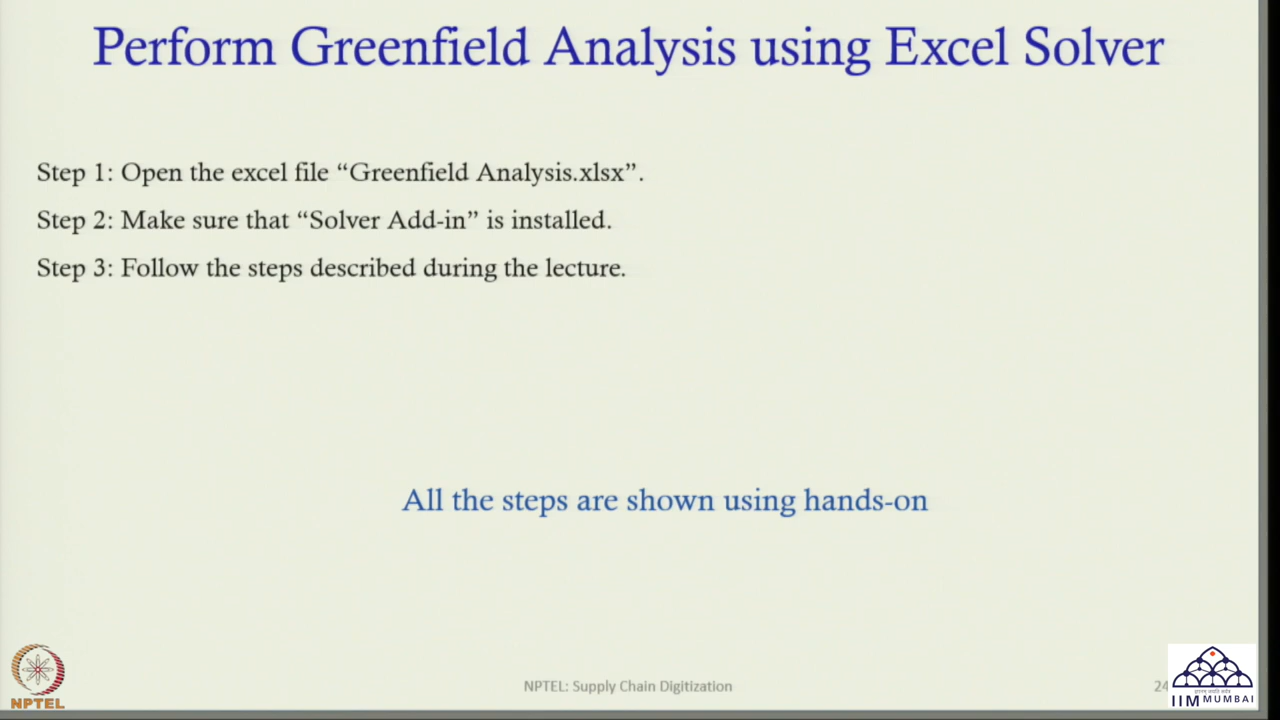 Perform Greenfield Analysis using Excel Solver
Step 1: Open the excel file “Greenfield Analysis.xlsx”.
Step 2: Make sure that “Solver Add-in” is installed.
Step 3: Follow the steps described during the lecture.
All the steps are shown using hands-on
NPTEL
NPTEL: Supply Chain Digitization
24
IIM MUMBAI